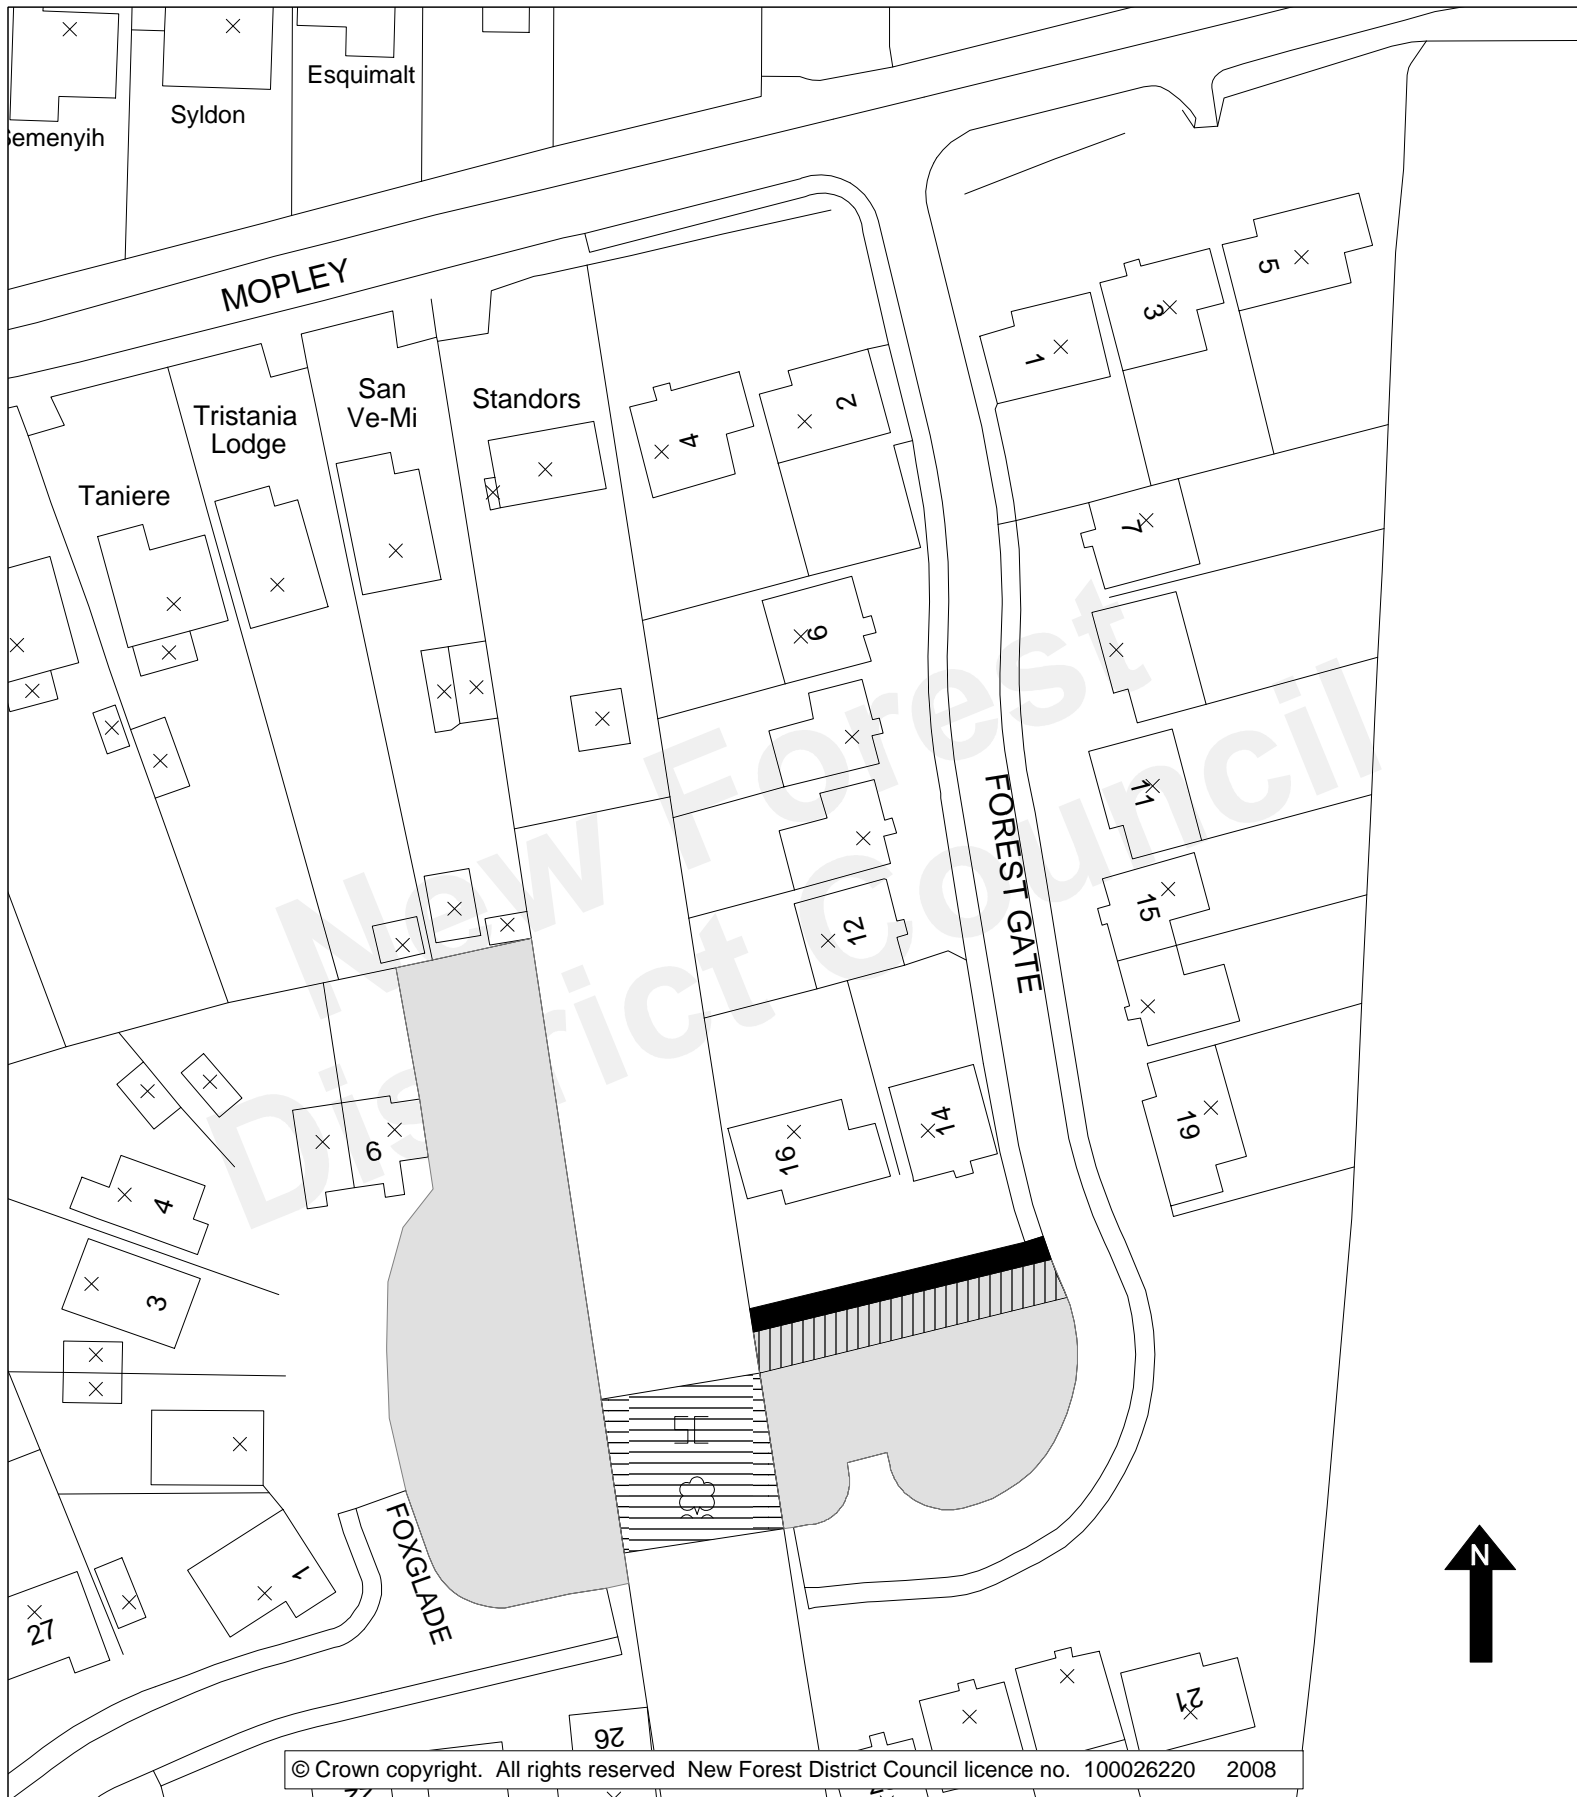 Esquimalt
Syldon
Semenyih
MOPLEY
5
3
1
San
Ve-Mi
Standors
2
Tristania
Lodge
4
Taniere
7
6
New Forest
District Council
11
FOREST GATE
15
12
14
19
16
6
4
3
FOXGLADE
1
27
21
26
N
© Crown copyright. All rights reserved New Forest District Council licence no. 100026220 2008